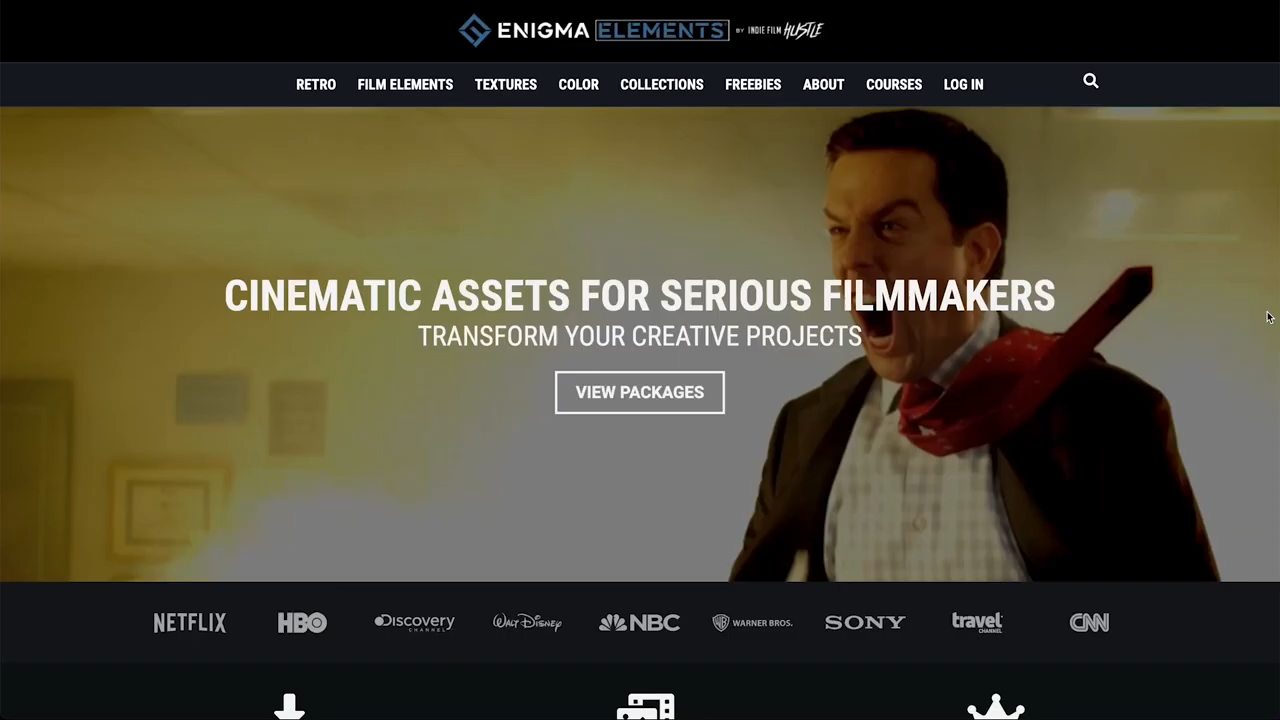 ENIGMA ELEMENTS BY INDIE FILM HUSTLE
RETRO FILM ELEMENTS TEXTURES COLOR COLLECTIONS FREEBIES ABOUT COURSES LOG IN
CINEMATIC ASSETS FOR SERIOUS FILMMAKERS
TRANSFORM YOUR CREATIVE PROJECTS
VIEW PACKAGES
NETFLIX HBO Discovery CHANNEL WALT DISNEY NBC WB WARNER BROS. SONY travel CHANNEL CNN